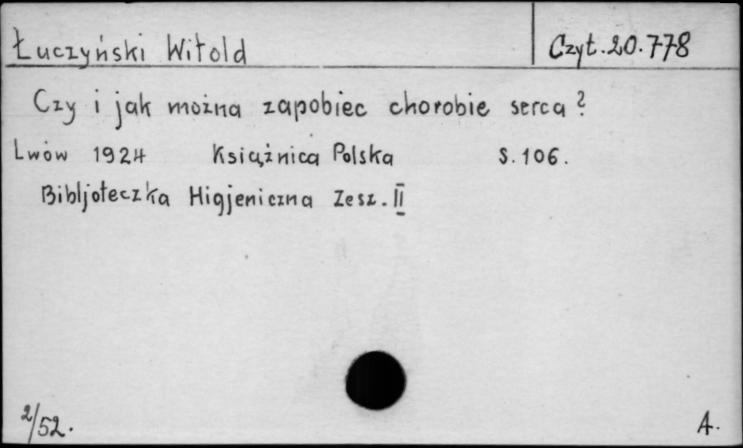 Łuczyński Witold Czyt. 20.778
Czy i jak można zapobiec chorobie serca?
Lwów 1924 Książnica Polska S. 106.
Bibljoteczka Higjeniczna Zesz. II
2/52. A.